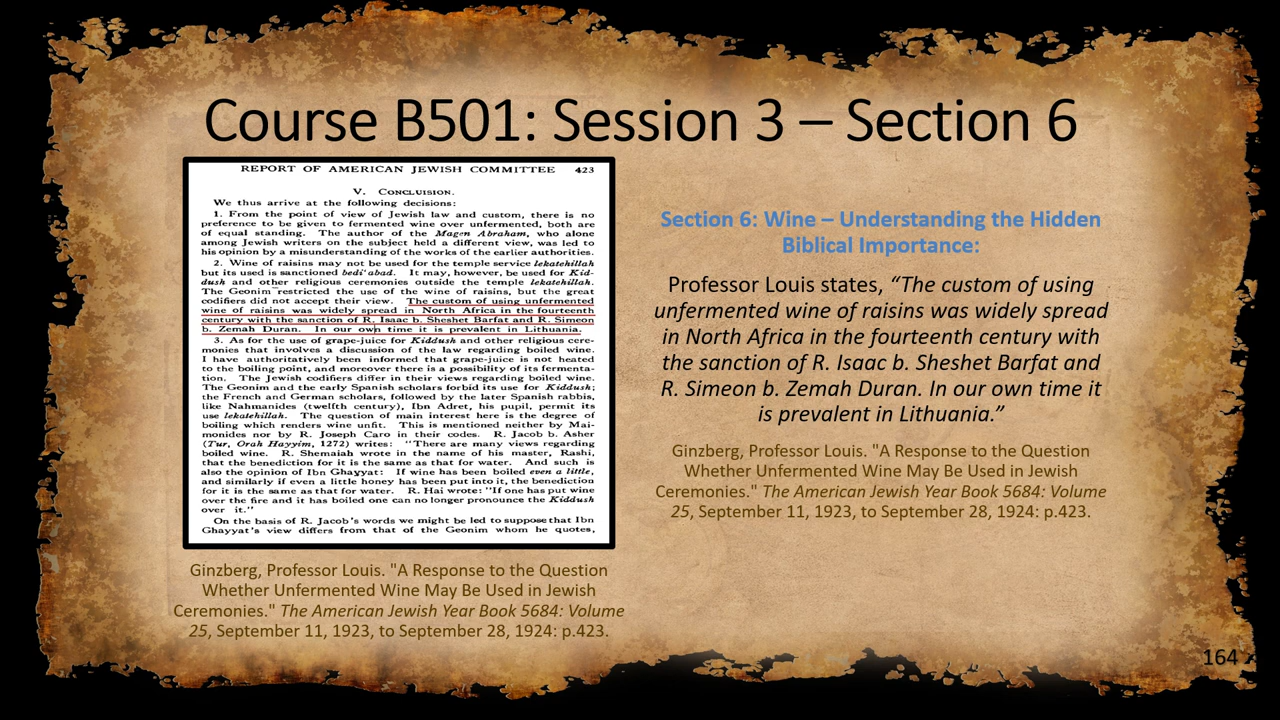 Course B501: Session 3 – Section 6
REPORT OF AMERICAN JEWISH COMMITTEE 423
V. CONCLUISION.
We thus arrive at the following decisions:
1. From the point of view of Jewish law and custom, there is no
preference to be given to fermented wine over unfermented, both are
of equal standing. The author of the Magen Abraham, who alone
among Jewish writers on the subject held a different view, was led to
his opinion by a misunderstanding of the works of the earlier authorities.
2. Wine of raisins may not be used for the temple service lekatehillah
but its used is sanctioned bedi'abad. It may, however, be used for Kid-
dush and other religious ceremonies outside the temple lekatehillah.
The Geonim restricted the use of the wine of raisins, but the great
codifiers did not accept their view. The custom of using unfermented
wine of raisins was widely spread in North Africa in the fourteenth
century with the sanction of R. Isaac b. Sheshet Barfat and R. Simeon
b. Zemah Duran. In our own time it is prevalent in Lithuania.
3. As for the use of grape-juice for Kiddush and other religious cere-
monies that involves a discussion of the law regarding boiled wine.
I have authoritatively been informed that grape-juice is not heated
to the boiling point, and moreover there is a possibility of its fermenta-
tion. The Jewish codifiers differ in their views regarding boiled wine.
The Geonim and the early Spanish scholars forbid its use for Kiddush;
the French and German scholars, followed by the later Spanish rabbis,
like Nahmanides (twelfth century), Ibn Adret, his pupil, permit its
use lekatehillah. The question of main interest here is the degree of
boiling which renders wine unfit. This is mentioned neither by Mai-
monides nor by R. Joseph Caro in their codes. R. Jacob b. Asher
(Tur, Orah Hayyim, 1272) writes: "There are many views regarding
boiled wine. R. Shemaiah wrote in the name of his master, Rashi,
that the benediction for it is the same as that for water. And such is
also the opinion of Ibn Ghayyat: If wine has been boiled even a little,
and similarly if even a little honey has been put into it, the benediction
for it is the same as that for water. R. Hai wrote: "If one has put wine
over the fire and it has boiled one can no longer pronounce the Kiddush
over it."
On the basis of R. Jacob's words we might be led to suppose that Ibn
Ghayyat's view differs from that of the Geonim whom he quotes,
Ginzberg, Professor Louis. "A Response to the Question
Whether Unfermented Wine May Be Used in Jewish
Ceremonies." The American Jewish Year Book 5684: Volume
25, September 11, 1923, to September 28, 1924: p.423.
Section 6: Wine – Understanding the Hidden
Biblical Importance:
Professor Louis states, “The custom of using
unfermented wine of raisins was widely spread
in North Africa in the fourteenth century with
the sanction of R. Isaac b. Sheshet Barfat and
R. Simeon b. Zemah Duran. In our own time it
is prevalent in Lithuania.”
Ginzberg, Professor Louis. "A Response to the Question
Whether Unfermented Wine May Be Used in Jewish
Ceremonies." The American Jewish Year Book 5684: Volume
25, September 11, 1923, to September 28, 1924: p.423.
164